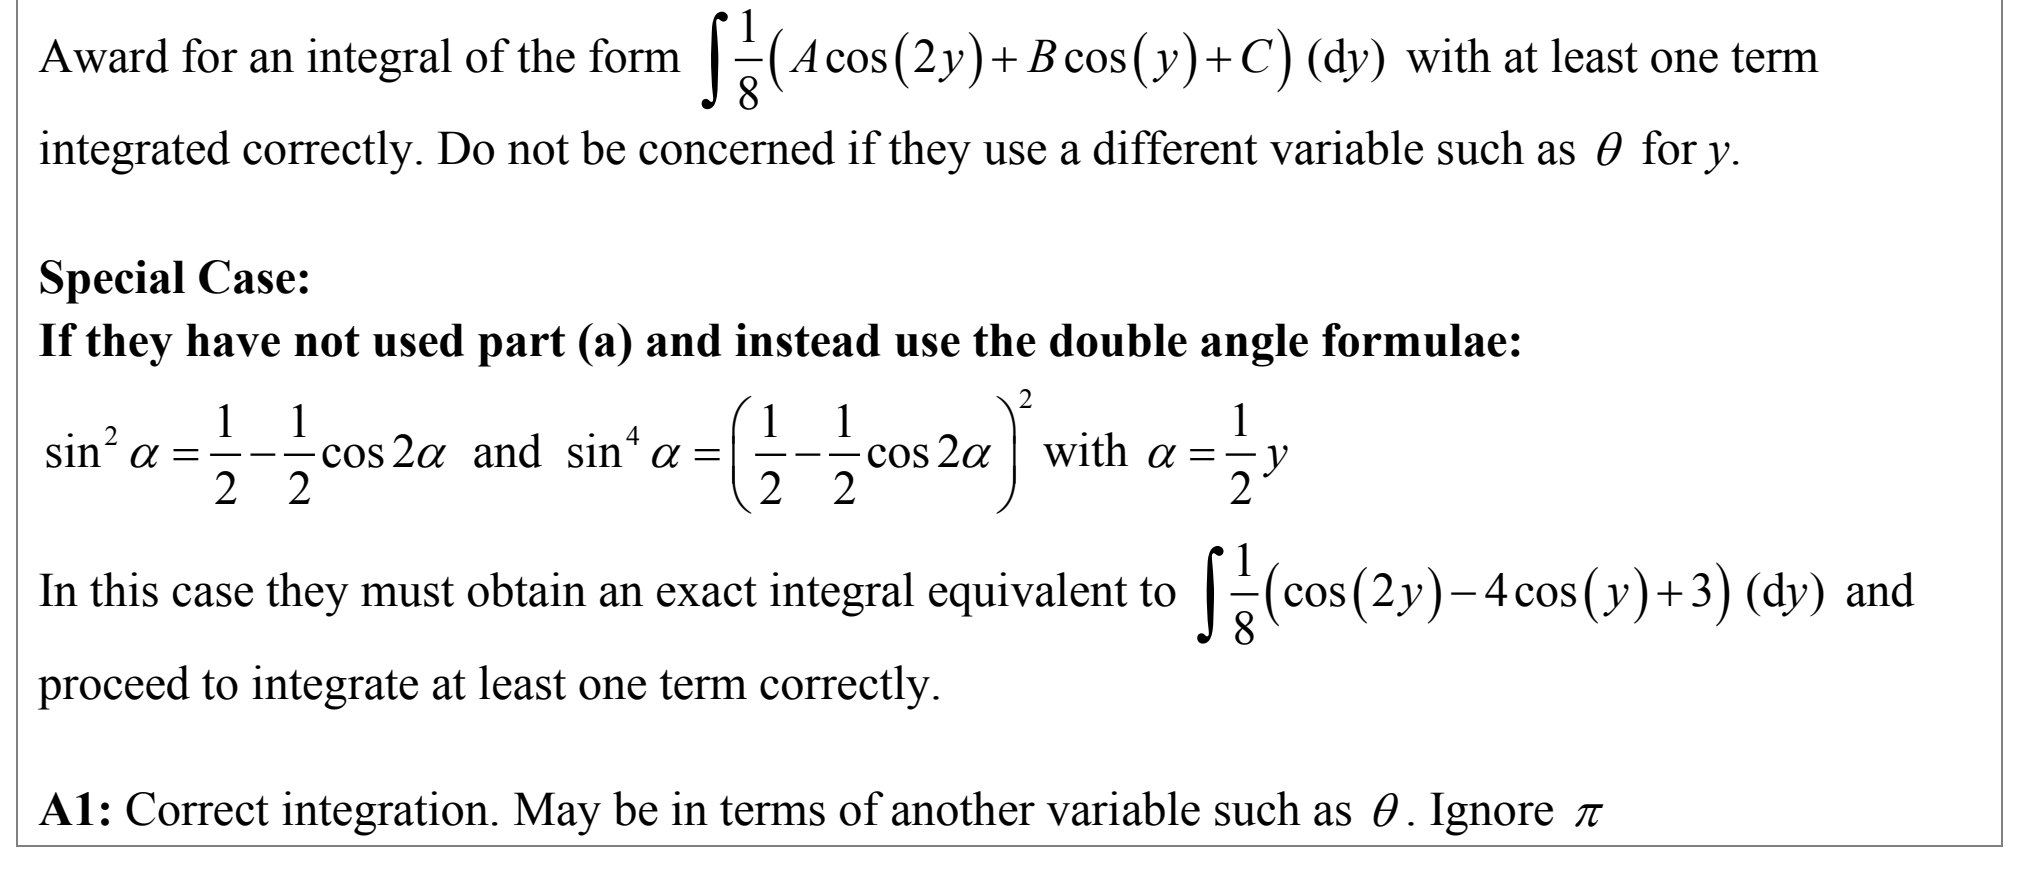 Award for an integral of the form ∫ 1/8 (A cos(2y) + B cos(y) + C) (dy) with at least one term
integrated correctly. Do not be concerned if they use a different variable such as θ for y.
Special Case:
If they have not used part (a) and instead use the double angle formulae:
sin² α = 1/2 − 1/2 cos 2α and sin⁴ α = (1/2 − 1/2 cos 2α)² with α = 1/2 y
In this case they must obtain an exact integral equivalent to ∫ 1/8 (cos(2y) − 4 cos(y) + 3) (dy) and
proceed to integrate at least one term correctly.
A1: Correct integration. May be in terms of another variable such as θ. Ignore π